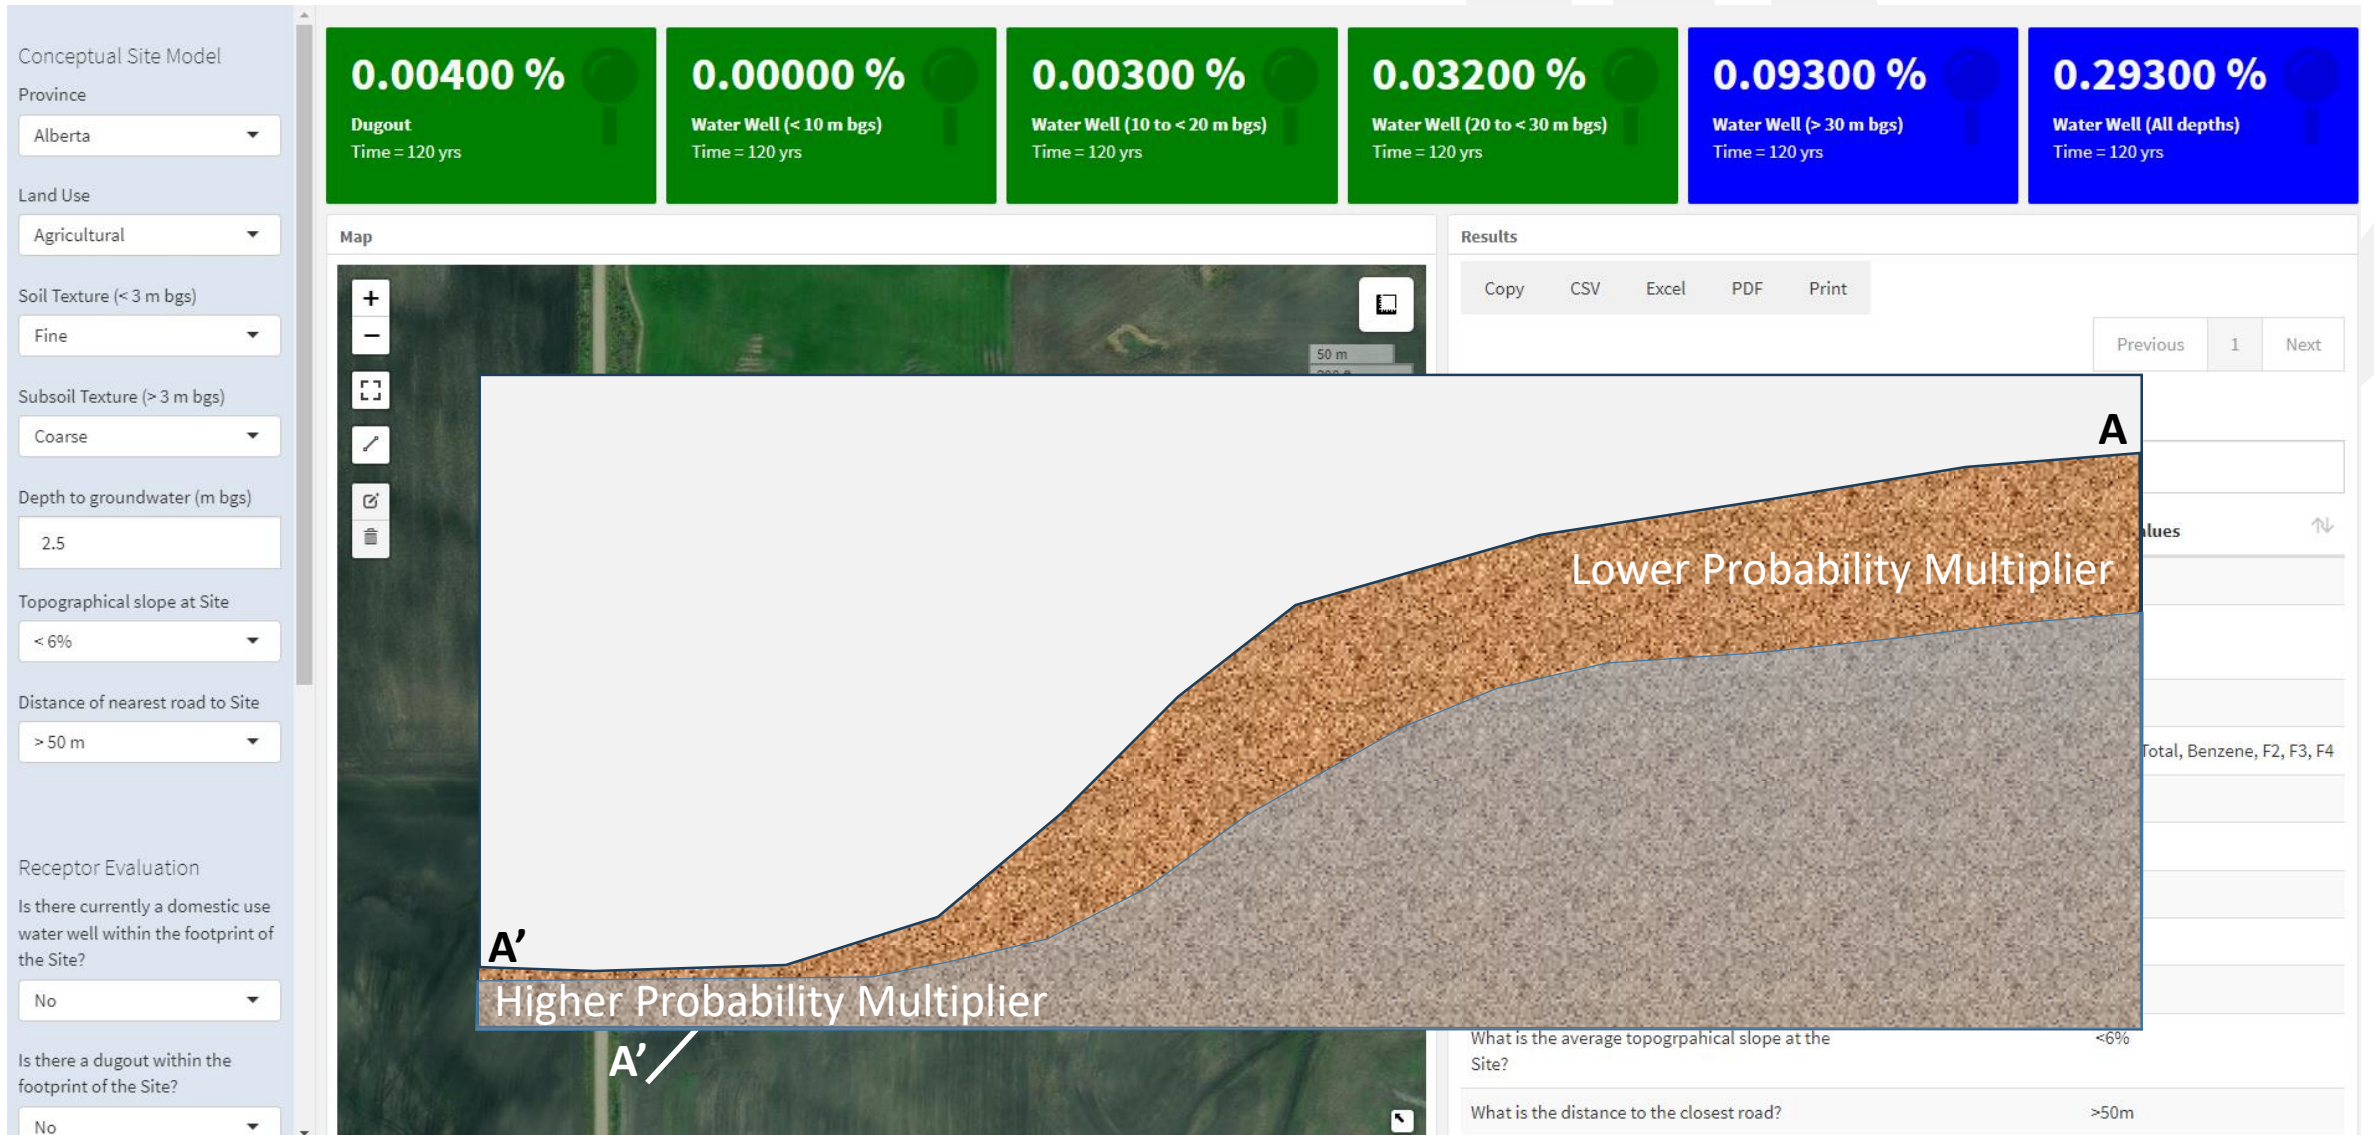 Conceptual Site Model
Province
Alberta
Land Use
Agricultural
Soil Texture (< 3 m bgs)
Fine
Subsoil Texture (> 3 m bgs)
Coarse
Depth to groundwater (m bgs)
2.5
Topographical slope at Site
< 6%
Distance of nearest road to Site
> 50 m
Receptor Evaluation
Is there currently a domestic use
water well within the footprint of
the Site?
No
Is there a dugout within the
footprint of the Site?
No
0.00400 %
Dugout
Time = 120 yrs
0.00000 %
Water Well (< 10 m bgs)
Time = 120 yrs
0.00300 %
Water Well (10 to < 20 m bgs)
Time = 120 yrs
0.03200 %
Water Well (20 to < 30 m bgs)
Time = 120 yrs
0.09300 %
Water Well (> 30 m bgs)
Time = 120 yrs
0.29300 %
Water Well (All depths)
Time = 120 yrs
Map
+
−
50 m
A
Lower Probability Multiplier
A’
Higher Probability Multiplier
A’
Results
Copy CSV Excel PDF Print
Previous 1 Next
Total, Benzene, F2, F3, F4
What is the average topogrpahical slope at the <6%
Site?
What is the distance to the closest road? >50m